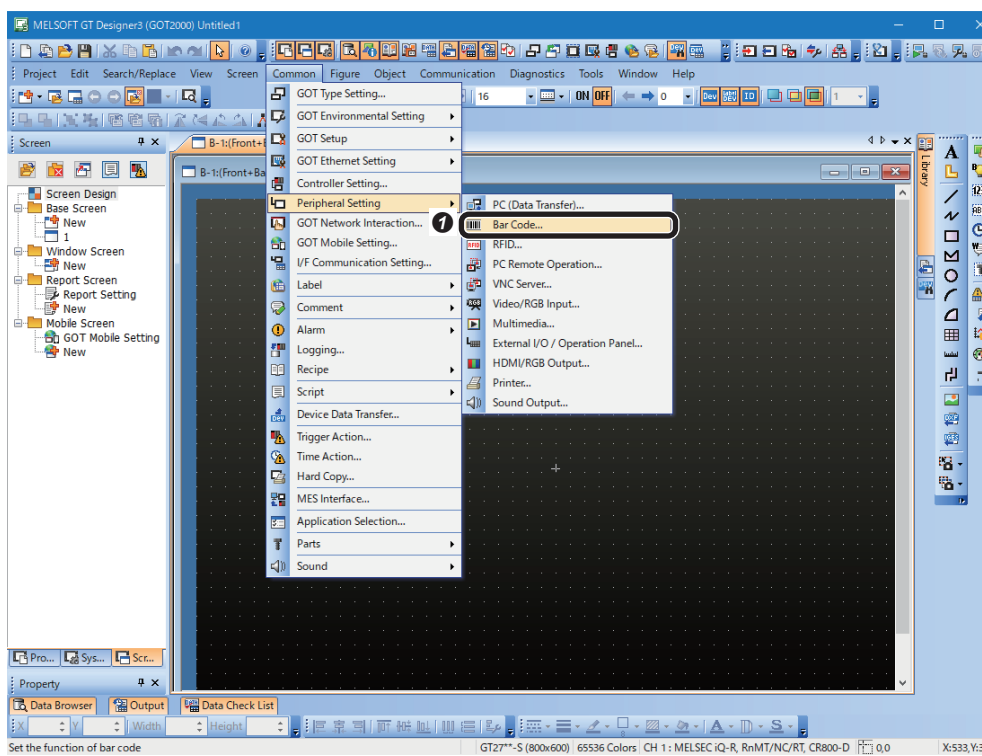 MELSOFT GT Designer3 (GOT2000) Untitled1
Project Edit Search/Replace View Screen Common Figure Object Communication Diagnostics Tools Window Help
16 ON OFF 0 Dev ID 1
Screen
B-1:(Front+B
B-1:(Front+Ba
Library
Screen Design
Base Screen
New
1
Window Screen
New
Report Screen
Report Setting
New
Mobile Screen
GOT Mobile Setting
New
GOT Type Setting...
GOT Environmental Setting
GOT Setup
GOT Ethernet Setting
Controller Setting...
Peripheral Setting
GOT Network Interaction...
GOT Mobile Setting...
I/F Communication Setting...
Label
Comment
Alarm
Logging...
Recipe
Script
Device Data Transfer...
Trigger Action...
Time Action...
Hard Copy...
MES Interface...
Application Selection...
Parts
Sound
PC (Data Transfer)...
1 Bar Code...
RFID...
PC Remote Operation...
VNC Server...
Video/RGB Input...
Multimedia...
External I/O / Operation Panel...
HDMI/RGB Output...
Printer...
Sound Output...
Pro... Sys... Scr...
Property
Data Browser Output Data Check List
X Y Width Height
Set the function of bar code GT27**-S (800x600) 65536 Colors CH 1 : MELSEC iQ-R, RnMT/NC/RT, CR800-D 0,0 X:533,Y: